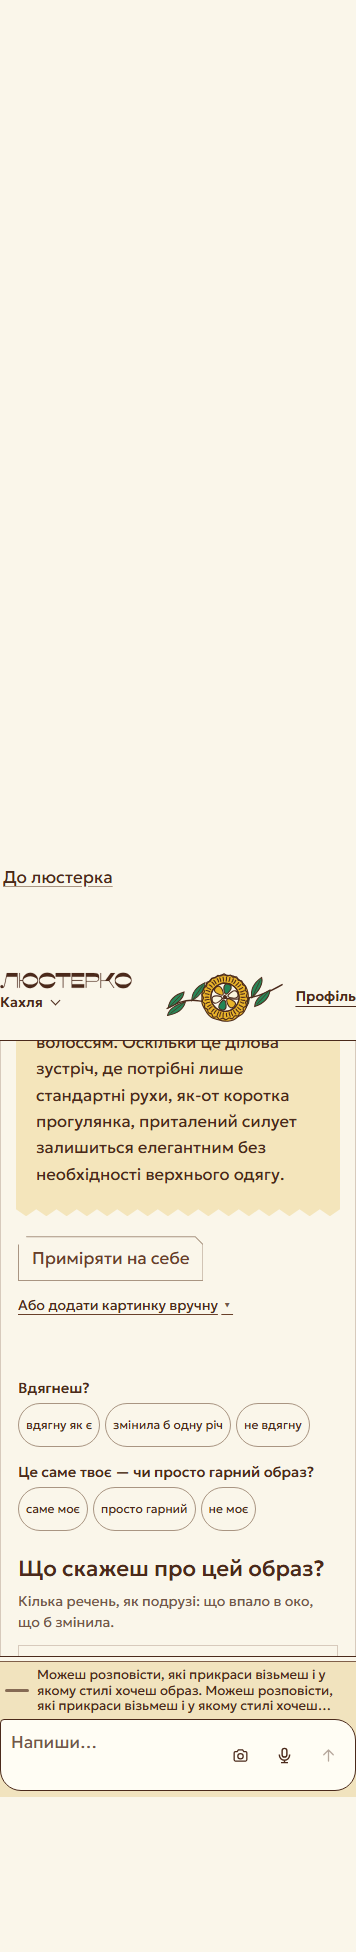 До люстерка
ЛЮСТЕРКО
Кахля
Профіль
волоссям. Оскільки це ділова
зустріч, де потрібні лише
стандартні рухи, як-от коротка
прогулянка, приталений силует
залишиться елегантним без
необхідності верхнього одягу.
Приміряти на себе
Або додати картинку вручну ▾
Вдягнеш?
вдягну як є змінила б одну річ не вдягну
Це саме твоє — чи просто гарний образ?
саме моє просто гарний не моє
Що скажеш про цей образ?
Кілька речень, як подрузі: що впало в око,
що б змінила.
Можеш розповісти, які прикраси візьмеш і у
якому стилі хочеш образ. Можеш розповісти,
які прикраси візьмеш і у якому стилі хочеш…
Напиши…